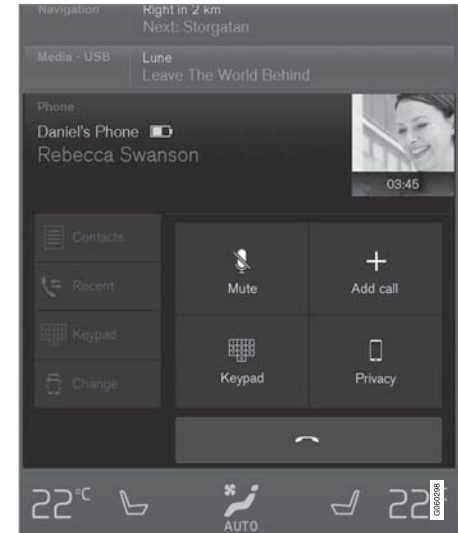 Navigation
Right in 2 km
Next: Storgatan
Media - USB
Lune
Leave The World Behind
Phone
Daniel's Phone
Rebecca Swanson
03:45
Contacts
Recent
Keypad
Change
Mute
Add call
Keypad
Privacy
22°C
AUTO
22°
G060298